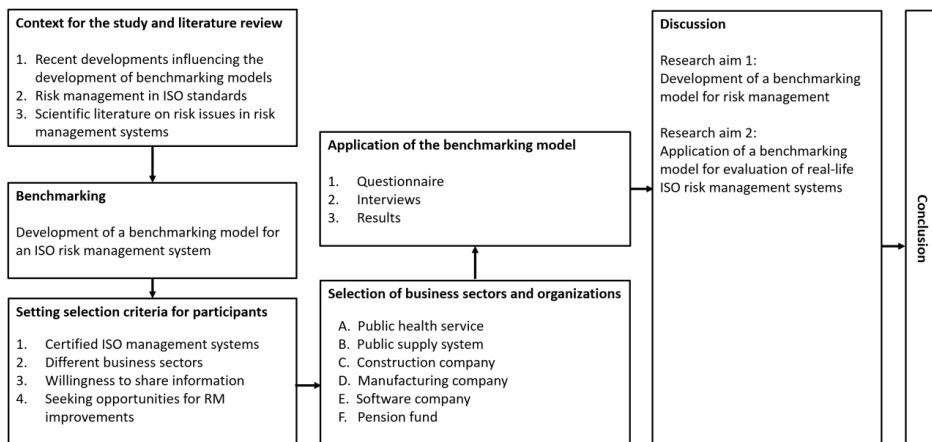 Context for the study and literature review
1. Recent developments influencing the
development of benchmarking models
2. Risk management in ISO standards
3. Scientific literature on risk issues in risk
management systems
Benchmarking
Development of a benchmarking model for
an ISO risk management system
Setting selection criteria for participants
1. Certified ISO management systems
2. Different business sectors
3. Willingness to share information
4. Seeking opportunities for RM
improvements
Selection of business sectors and organizations
A. Public health service
B. Public supply system
C. Construction company
D. Manufacturing company
E. Software company
F. Pension fund
Application of the benchmarking model
1. Questionnaire
2. Interviews
3. Results
Discussion
Research aim 1:
Development of a benchmarking
model for risk management
Research aim 2:
Application of a benchmarking
model for evaluation of real-life
ISO risk management systems
Conclusion